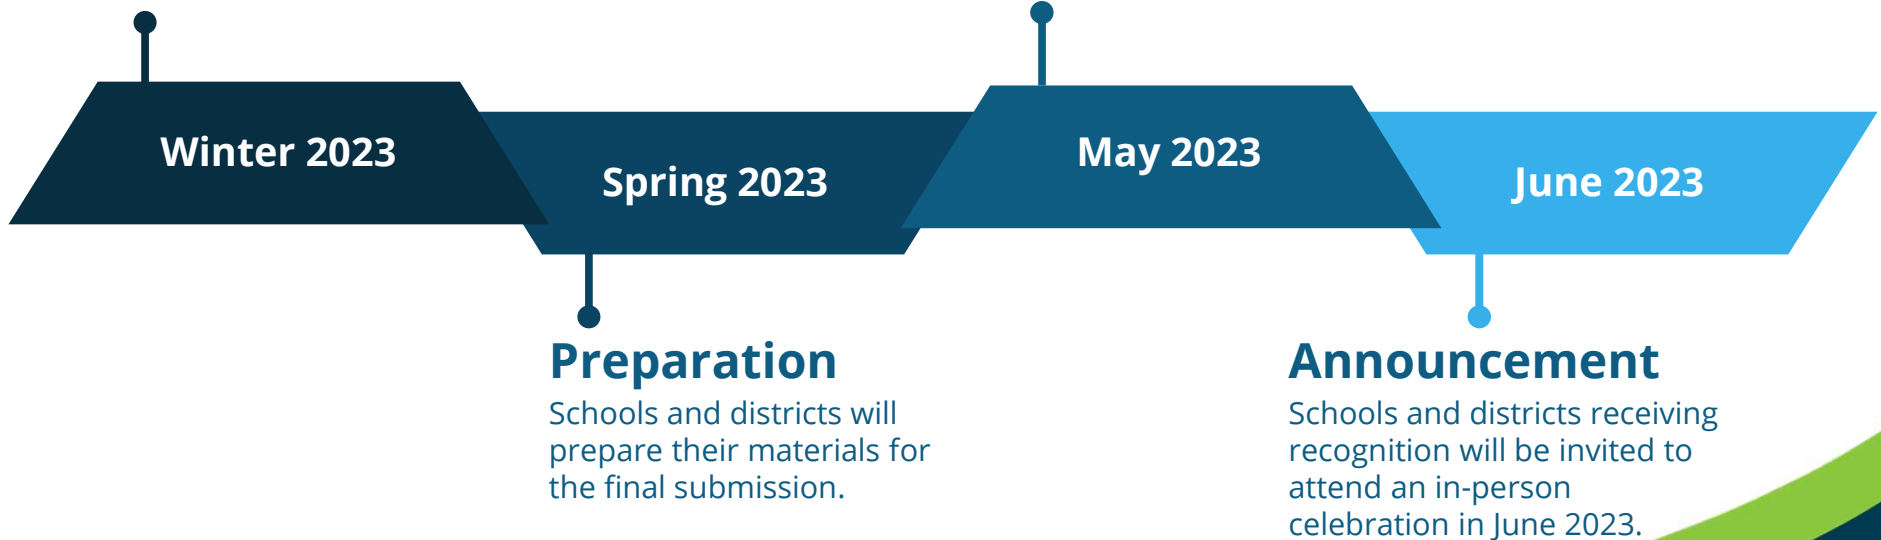 Winter 2023
Spring 2023
May 2023
June 2023
Preparation
Schools and districts will
prepare their materials for
the final submission.
Announcement
Schools and districts receiving
recognition will be invited to
attend an in-person
celebration in June 2023.